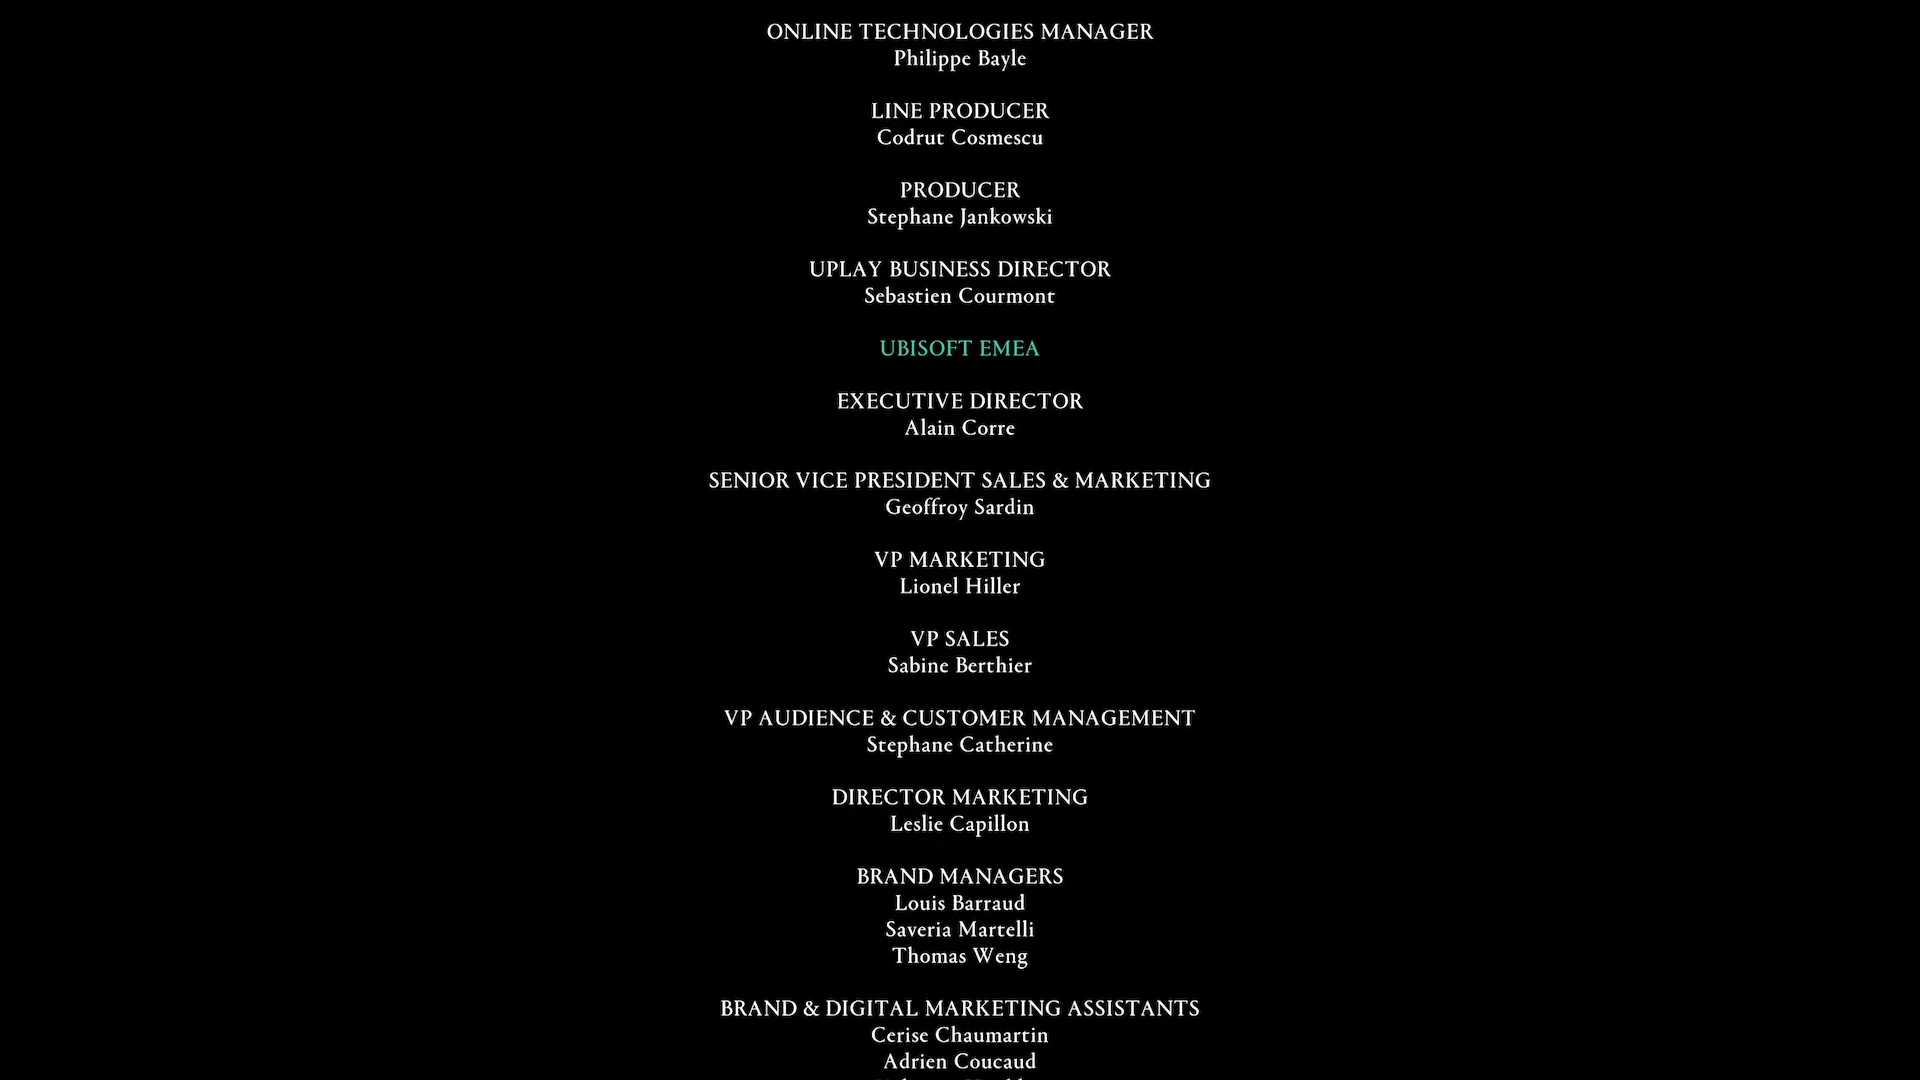 ONLINE TECHNOLOGIES MANAGER
Philippe Bayle
LINE PRODUCER
Codrut Cosmescu
PRODUCER
Stephane Jankowski
UPLAY BUSINESS DIRECTOR
Sebastien Courmont
UBISOFT EMEA
EXECUTIVE DIRECTOR
Alain Corre
SENIOR VICE PRESIDENT SALES & MARKETING
Geoffroy Sardin
VP MARKETING
Lionel Hiller
VP SALES
Sabine Berthier
VP AUDIENCE & CUSTOMER MANAGEMENT
Stephane Catherine
DIRECTOR MARKETING
Leslie Capillon
BRAND MANAGERS
Louis Barraud
Saveria Martelli
Thomas Weng
BRAND & DIGITAL MARKETING ASSISTANTS
Cerise Chaumartin
Adrien Coucaud